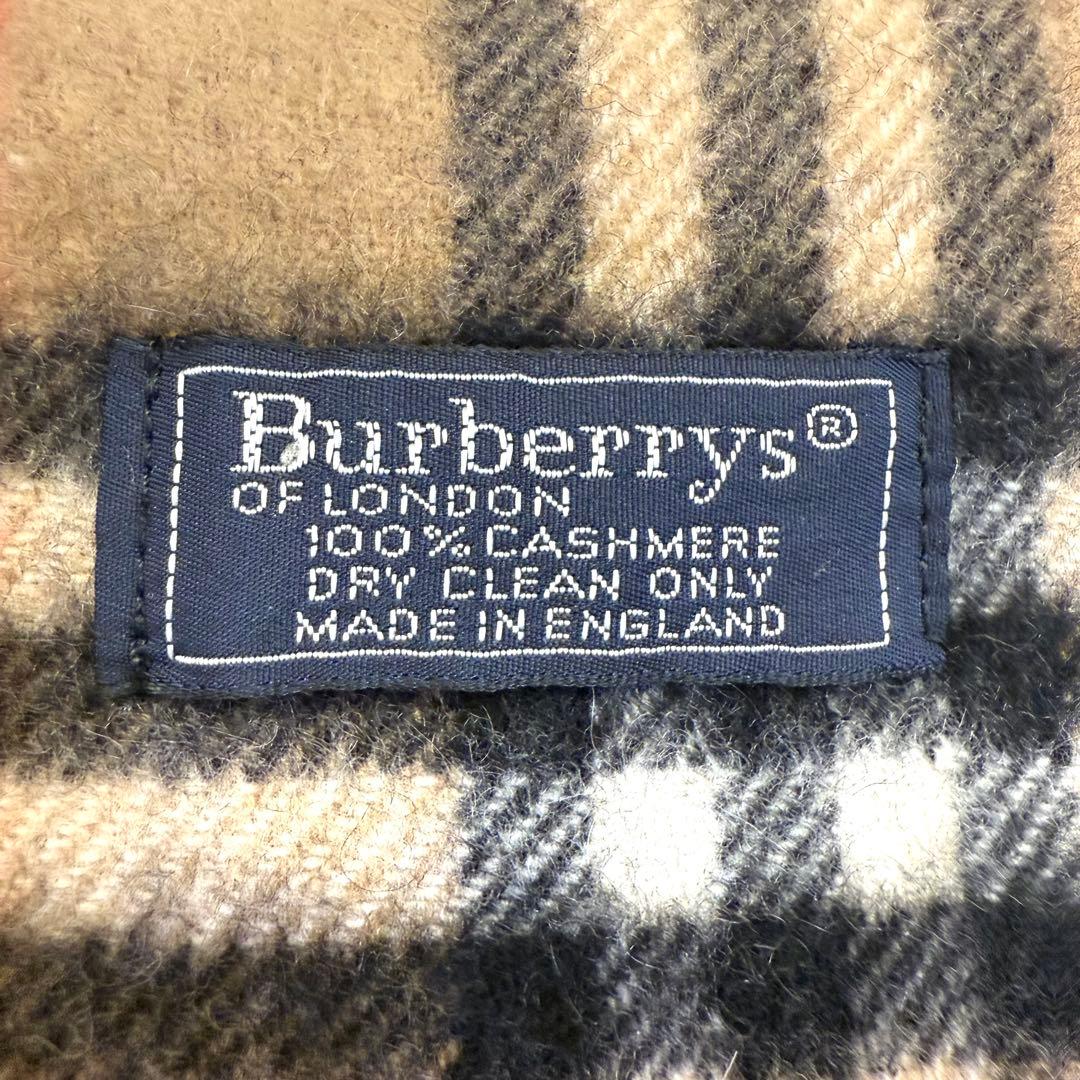 Burberrys®
OF LONDON
100% CASHMERE
DRY CLEAN ONLY
MADE IN ENGLAND